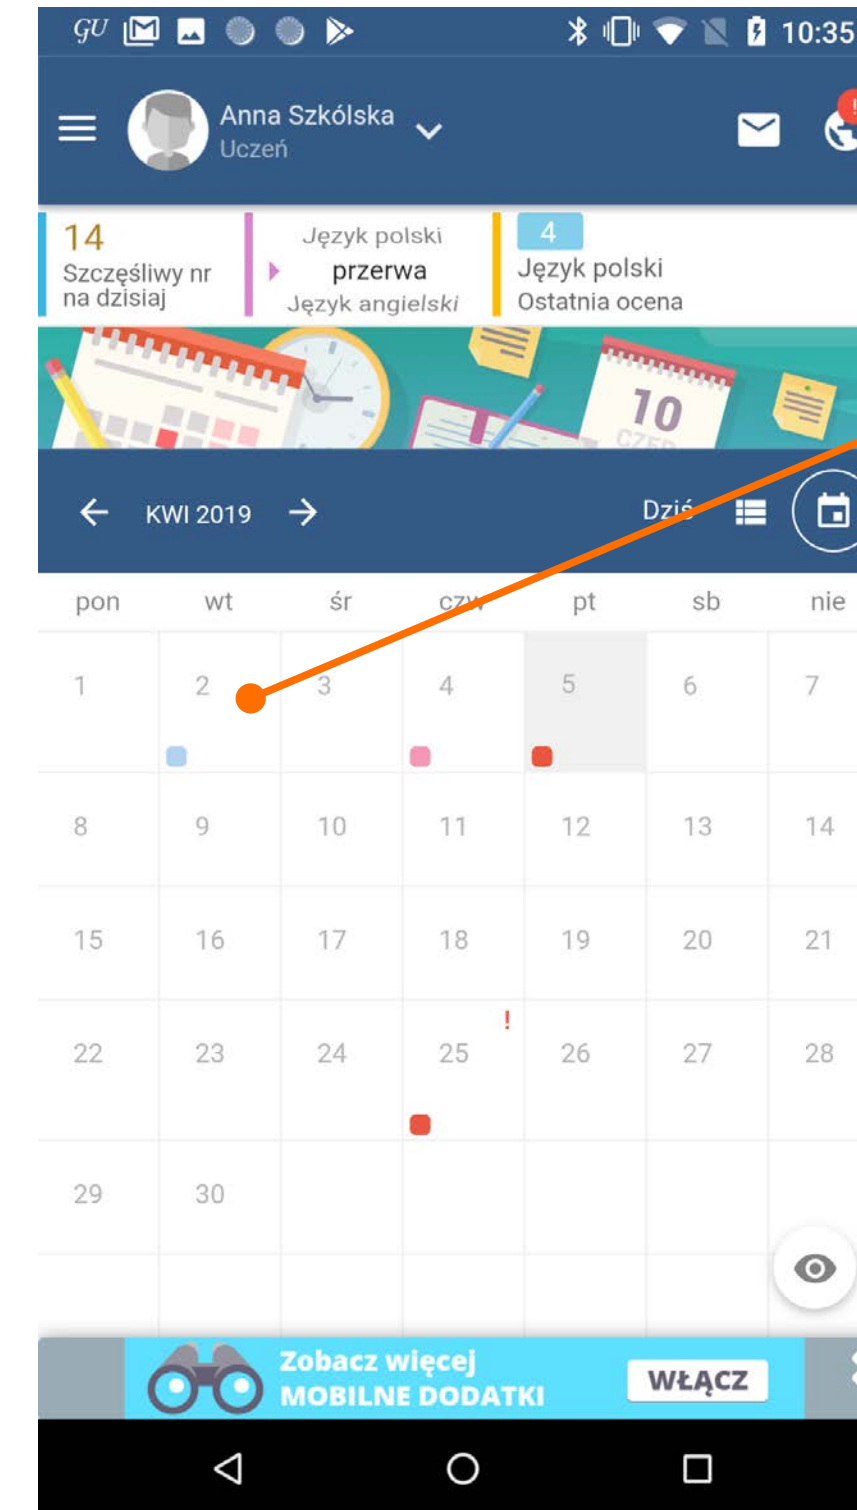 GU 10:35
Anna Szkólska
Uczeń
!
14
Szczęśliwy nr
na dzisiaj
Język polski
przerwa
Język angielski
4
Język polski
Ostatnia ocena
10
CZER
KWI 2019 Dziś
pon wt śr czw pt sb nie
1 2 3 4 5 6 7
8 9 10 11 12 13 14
15 16 17 18 19 20 21
!
22 23 24 25 26 27 28
29 30
Zobacz więcej
MOBILNE DODATKI
WŁĄCZ